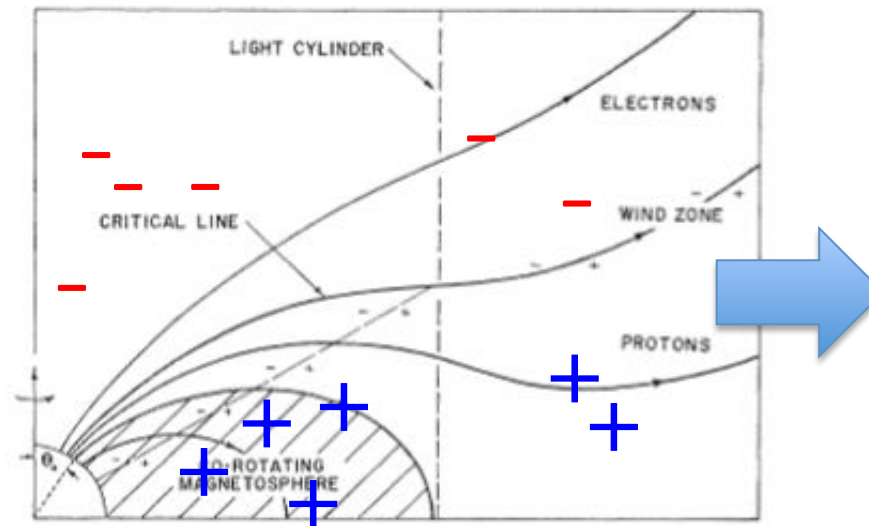 LIGHT CYLINDER
ELECTRONS
CRITICAL LINE
WIND ZONE
PROTONS
CO-ROTATING
MAGNETOSPHERE